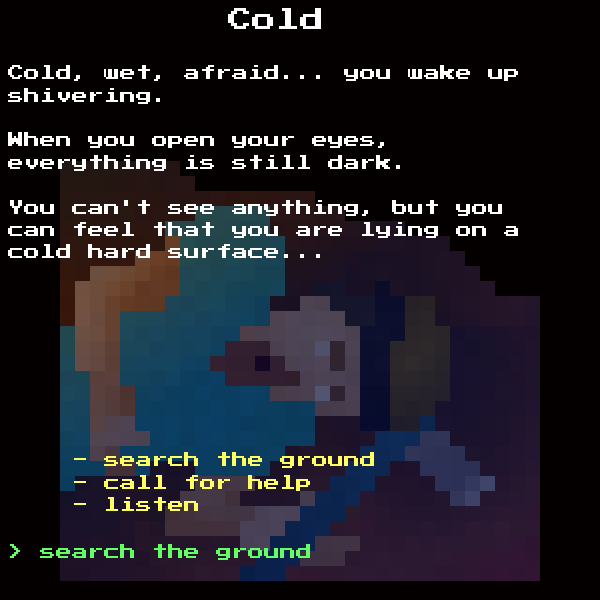 Cold
Cold, wet, afraid... you wake up
shivering.
When you open your eyes,
everything is still dark.
You can't see anything, but you
can feel that you are lying on a
cold hard surface...
- search the ground
- call for help
- listen
> search the ground